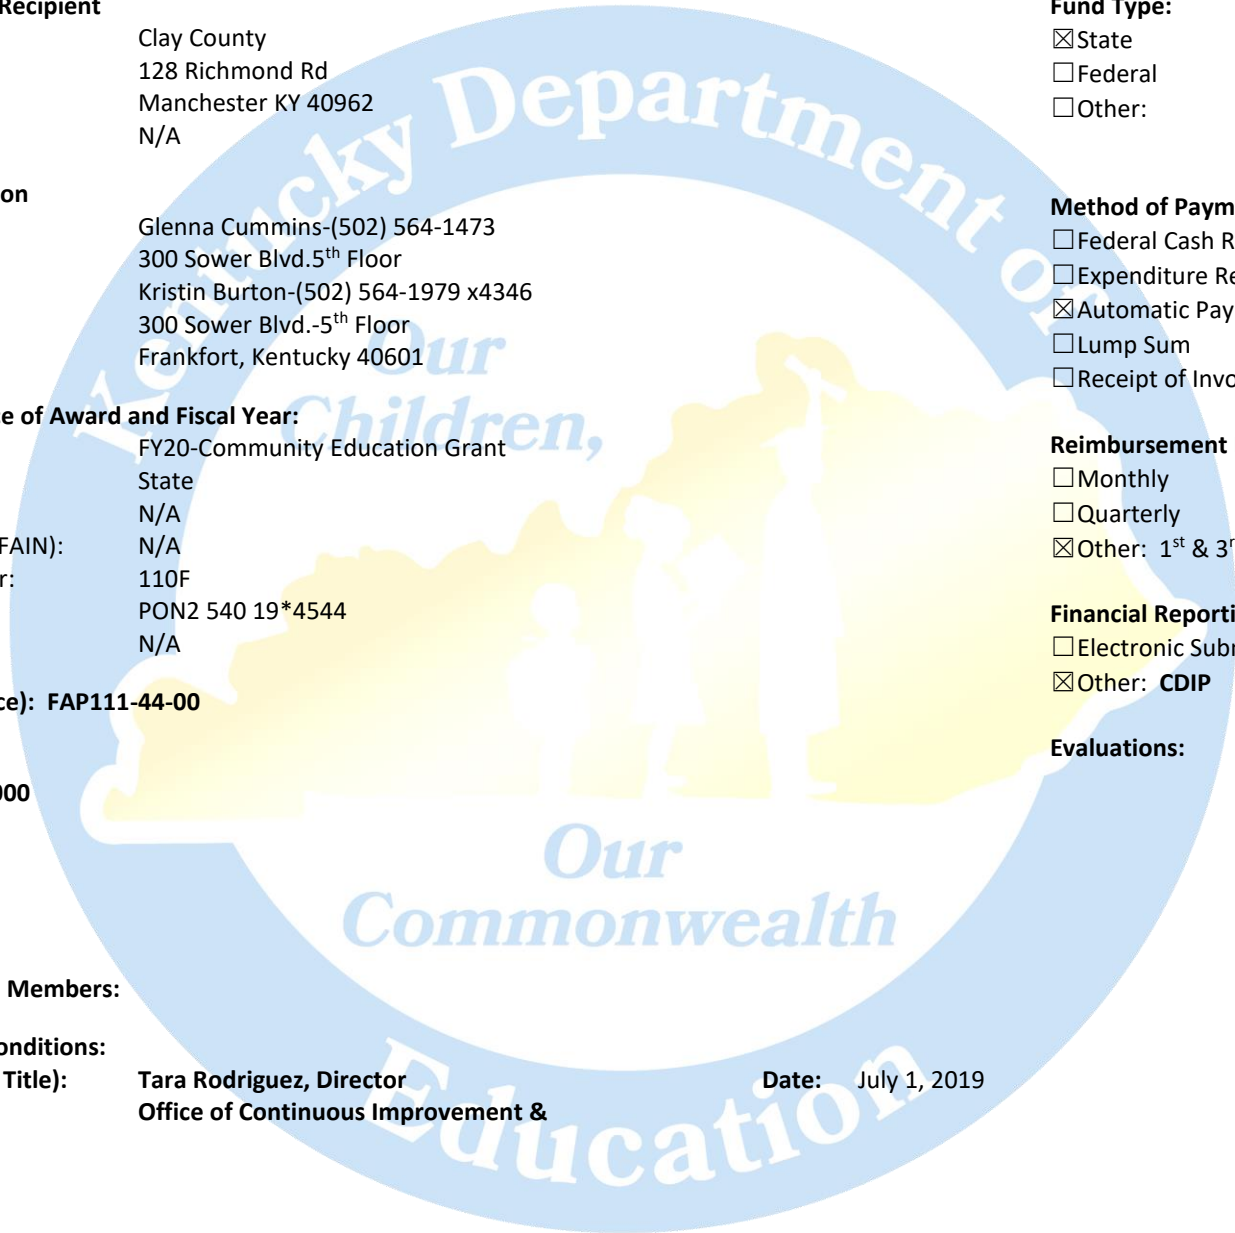 Recipient
Clay County
128 Richmond Rd
Manchester KY 40962
N/A
on
Glenna Cummins-(502) 564-1473
300 Sower Blvd.5th Floor
Kristin Burton-(502) 564-1979 x4346
300 Sower Blvd.-5th Floor
Frankfort, Kentucky 40601
ce of Award and Fiscal Year:
FY20-Community Education Grant
State
N/A
FAIN): N/A
r: 110F
PON2 540 19*4544
N/A
ce): FAP111-44-00
000
Members:
onditions:
Title): Tara Rodriguez, Director Date: July 1, 2019
Office of Continuous Improvement &
Fund Type:
☒State
☐Federal
☐Other:
Method of Paym
☐Federal Cash R
☐Expenditure Re
☒Automatic Pay
☐Lump Sum
☐Receipt of Invo
Reimbursement
☐Monthly
☐Quarterly
☒Other: 1st & 3r
Financial Reporti
☐Electronic Subr
☒Other: CDIP
Evaluations:
Kentucky Department of
Education
Our
Children,
Our
Commonwealth